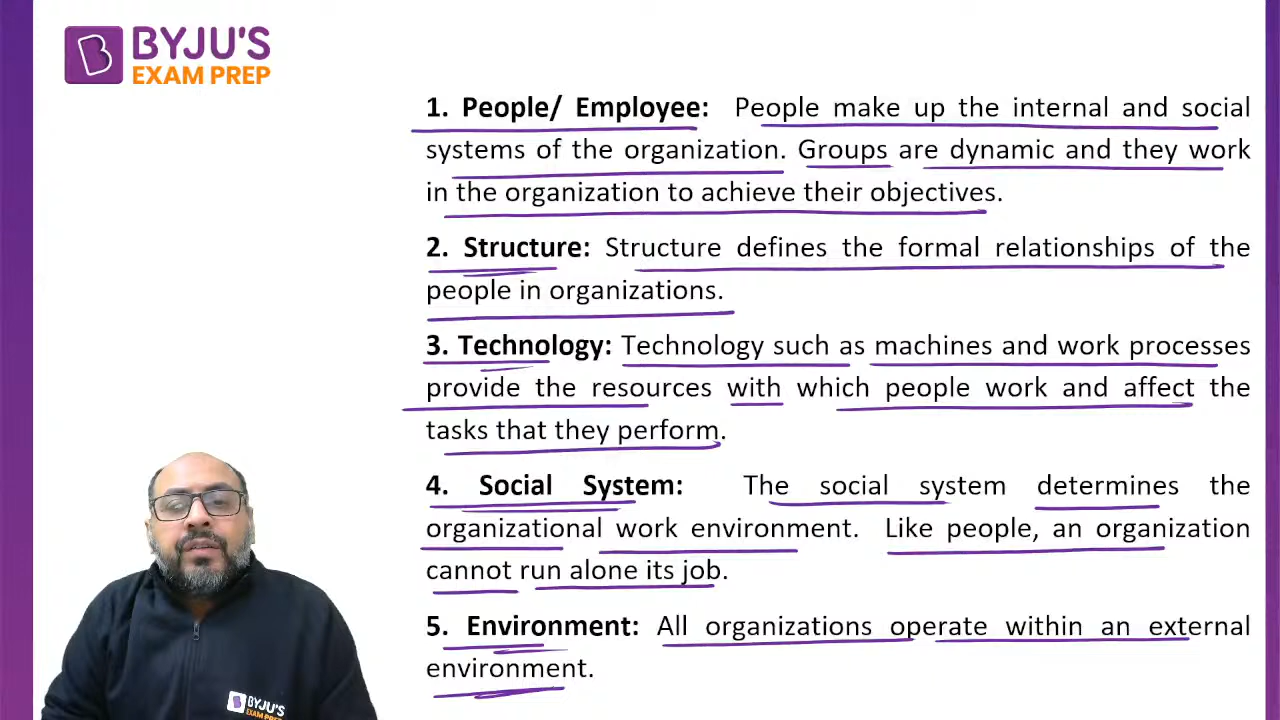 BYJU'S
EXAM PREP
1. People/ Employee: People make up the internal and social
systems of the organization. Groups are dynamic and they work
in the organization to achieve their objectives.
2. Structure: Structure defines the formal relationships of the
people in organizations.
3. Technology: Technology such as machines and work processes
provide the resources with which people work and affect the
tasks that they perform.
4. Social System: The social system determines the
organizational work environment. Like people, an organization
cannot run alone its job.
5. Environment: All organizations operate within an external
environment.
BYJU'S
EXAM PREP